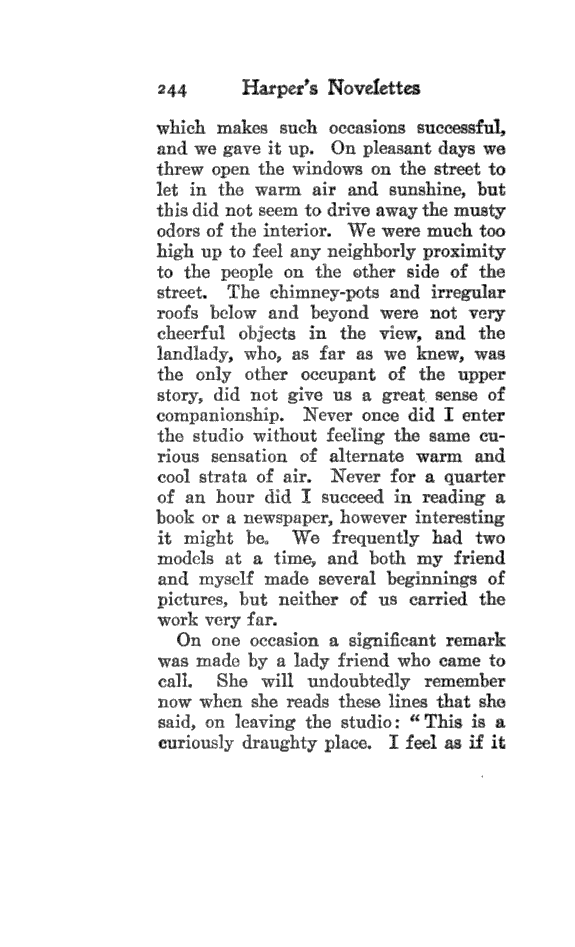 244 Harper's Novelettes
which makes such occasions successful,
and we gave it up. On pleasant days we
threw open the windows on the street to
let in the warm air and sunshine, but
this did not seem to drive away the musty
odors of the interior. We were much too
high up to feel any neighborly proximity
to the people on the other side of the
street. The chimney-pots and irregular
roofs below and beyond were not very
cheerful objects in the view, and the
landlady, who, as far as we knew, was
the only other occupant of the upper
story, did not give us a great sense of
companionship. Never once did I enter
the studio without feeling the same cu-
rious sensation of alternate warm and
cool strata of air. Never for a quarter
of an hour did I succeed in reading a
book or a newspaper, however interesting
it might be. We frequently had two
models at a time, and both my friend
and myself made several beginnings of
pictures, but neither of us carried the
work very far.
On one occasion a significant remark
was made by a lady friend who came to
call. She will undoubtedly remember
now when she reads these lines that she
said, on leaving the studio: "This is a
curiously draughty place. I feel as if it